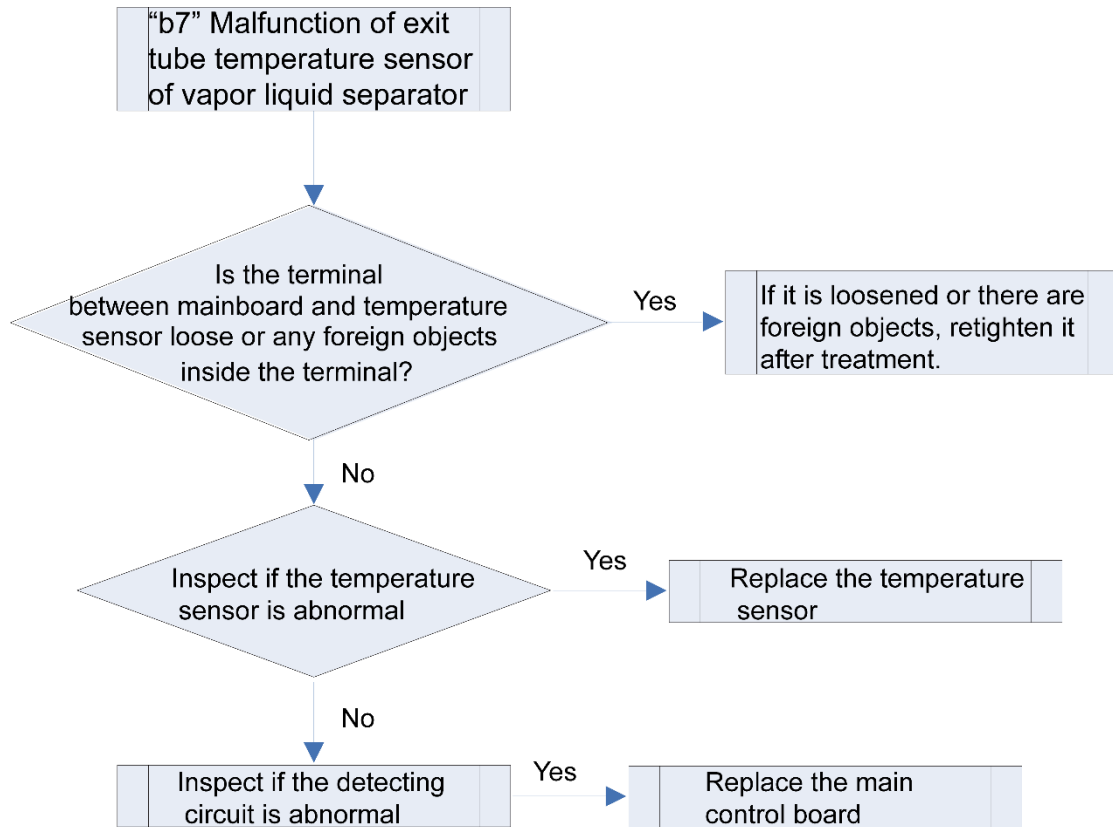 “b7” Malfunction of exit
tube temperature sensor
of vapor liquid separator
Is the terminal
between mainboard and temperature
sensor loose or any foreign objects
inside the terminal?
Yes
If it is loosened or there are
foreign objects, retighten it
after treatment.
No
Inspect if the temperature
sensor is abnormal
Yes
Replace the temperature
sensor
No
Inspect if the detecting
circuit is abnormal
Yes
Replace the main
control board